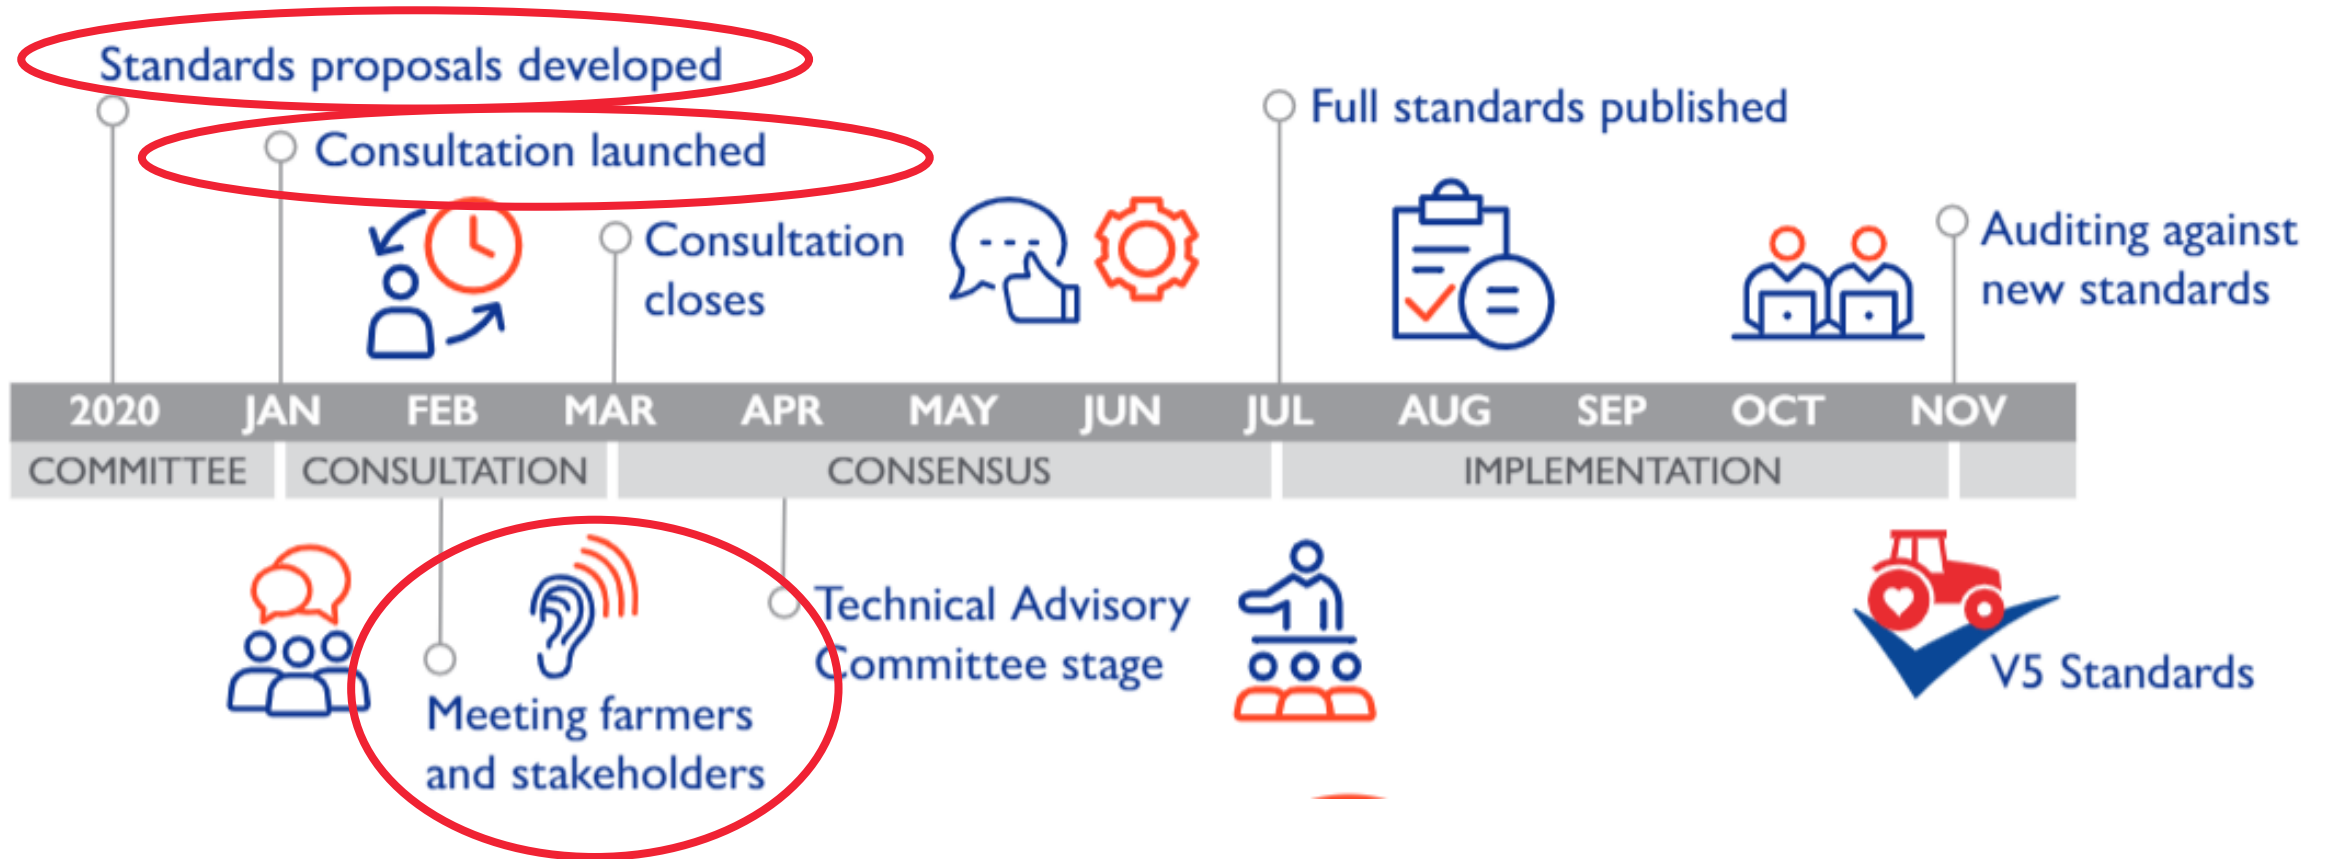 Standards proposals developed
Consultation launched
Full standards published
Consultation
closes
Auditing against
new standards
2020 JAN FEB MAR APR MAY JUN JUL AUG SEP OCT NOV
COMMITTEE CONSULTATION CONSENSUS IMPLEMENTATION
Technical Advisory
Committee stage
Meeting farmers
and stakeholders
V5 Standards